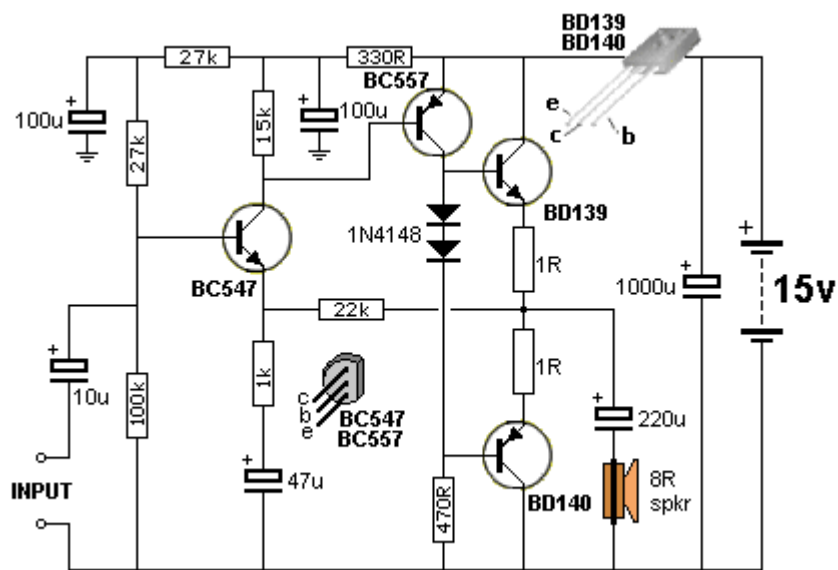 BD139
BD140
27k
330R
BC557
e
c
b
100u
27k
15k
100u
BD139
1N4148
1R
BC547
22k
1000u
15v
10u
100k
1k
c
b
e
BC547
BC557
1R
220u
INPUT
47u
470R
BD140
8R
spkr